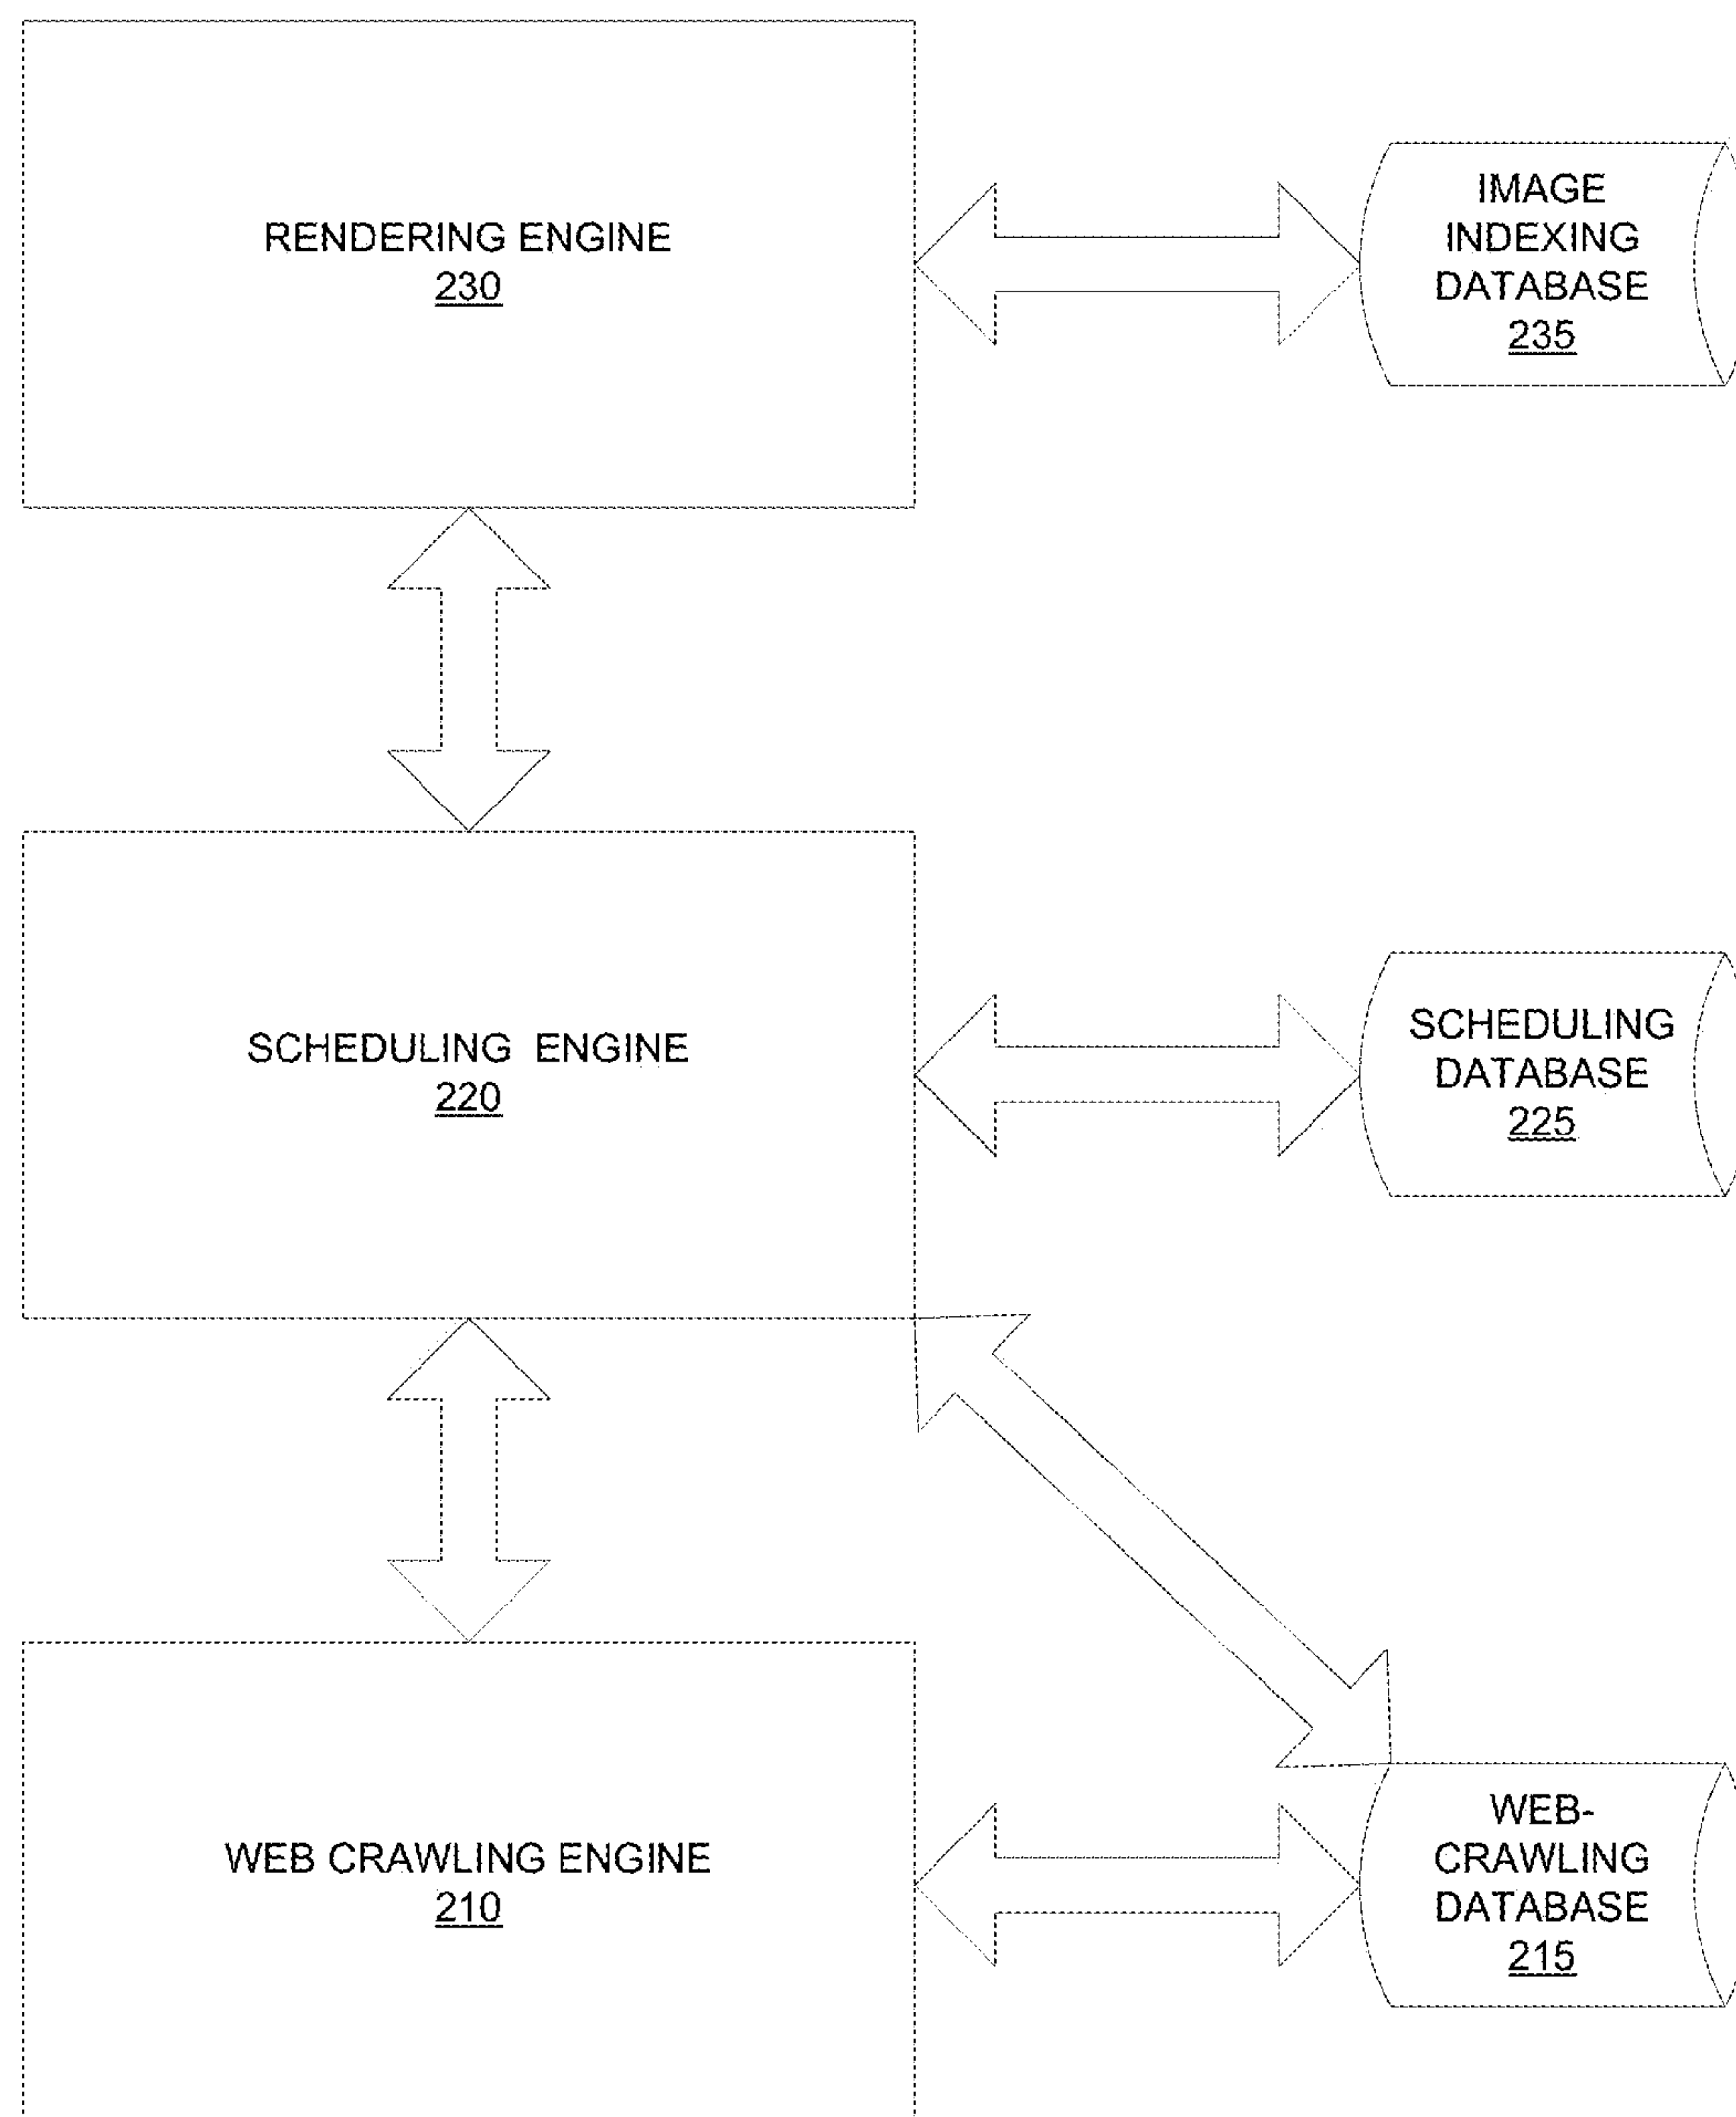 RENDERING ENGINE
230
IMAGE
INDEXING
DATABASE
235
SCHEDULING ENGINE
220
SCHEDULING
DATABASE
225
WEB CRAWLING ENGINE
210
WEB-
CRAWLING
DATABASE
215